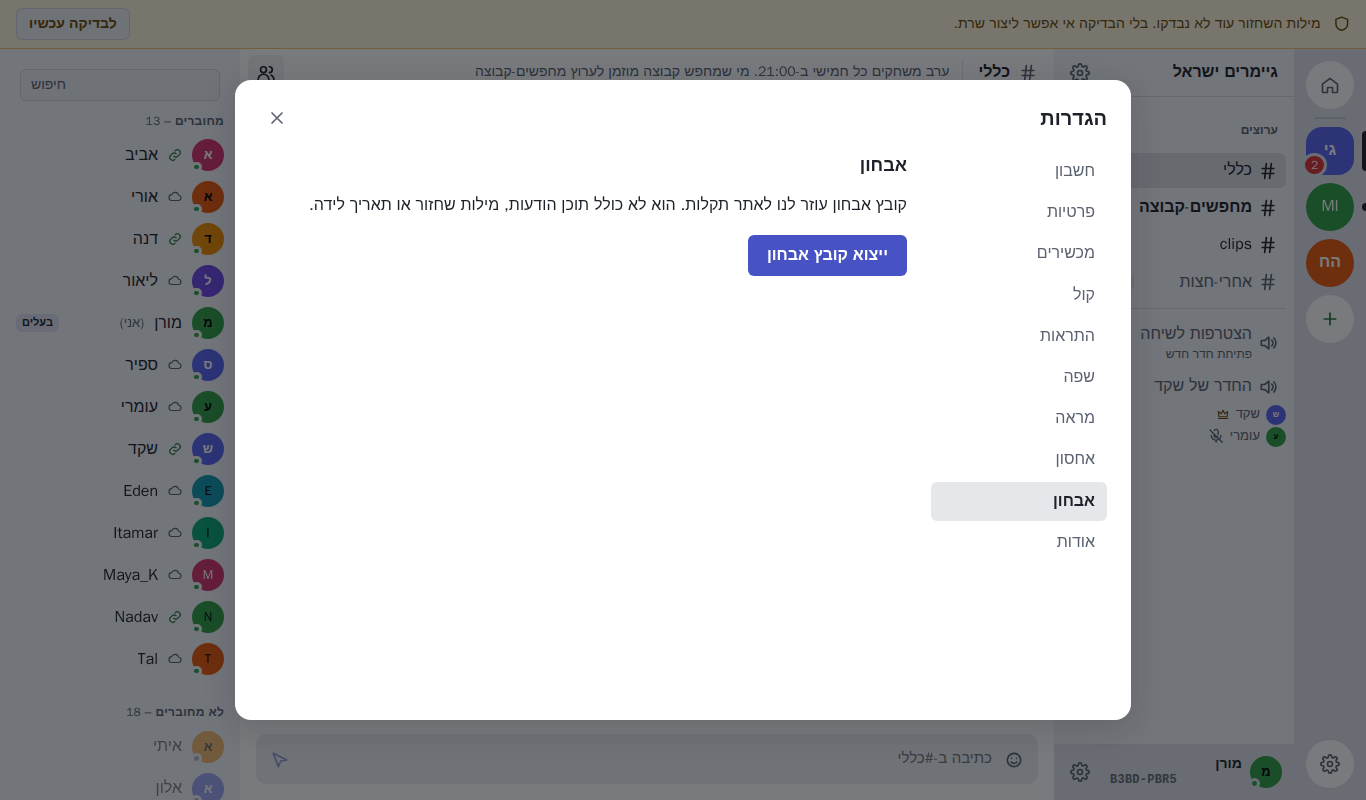 מילות השחזור עוד לא נבדקו. בלי הבדיקה אי אפשר ליצור שרת.
לבדיקה עכשיו
גיימרים ישראל
כללי
ערב משחקים כל חמישי ב-21:00. מי שמחפש קבוצה מוזמן לערוץ מחפשים-קבוצה
גי
2
MI
הח
ערוצים
כללי
מחפשים-קבוצה
clips
אחרי-חצות
הצטרפות לשיחה
פתיחת חדר חדש
החדר של שקד
ש שקד
ע עומרי
מ מורן
B3BD-PBR5
הגדרות
חשבון
פרטיות
מכשירים
קול
התראות
שפה
מראה
אחסון
אבחון
אודות
אבחון
קובץ אבחון עוזר לנו לאתר תקלות. הוא לא כולל תוכן הודעות, מילות שחזור או תאריך לידה.
ייצוא קובץ אבחון
כתיבה ב-#כללי
חיפוש
מחוברים – 13
א אביב
א אורי
ד דנה
ל ליאור
מ מורן (אני) בעלים
ס ספיר
ע עומרי
ש שקד
E Eden
I Itamar
M Maya_K
N Nadav
T Tal
לא מחוברים – 18
א איתי
א אלון